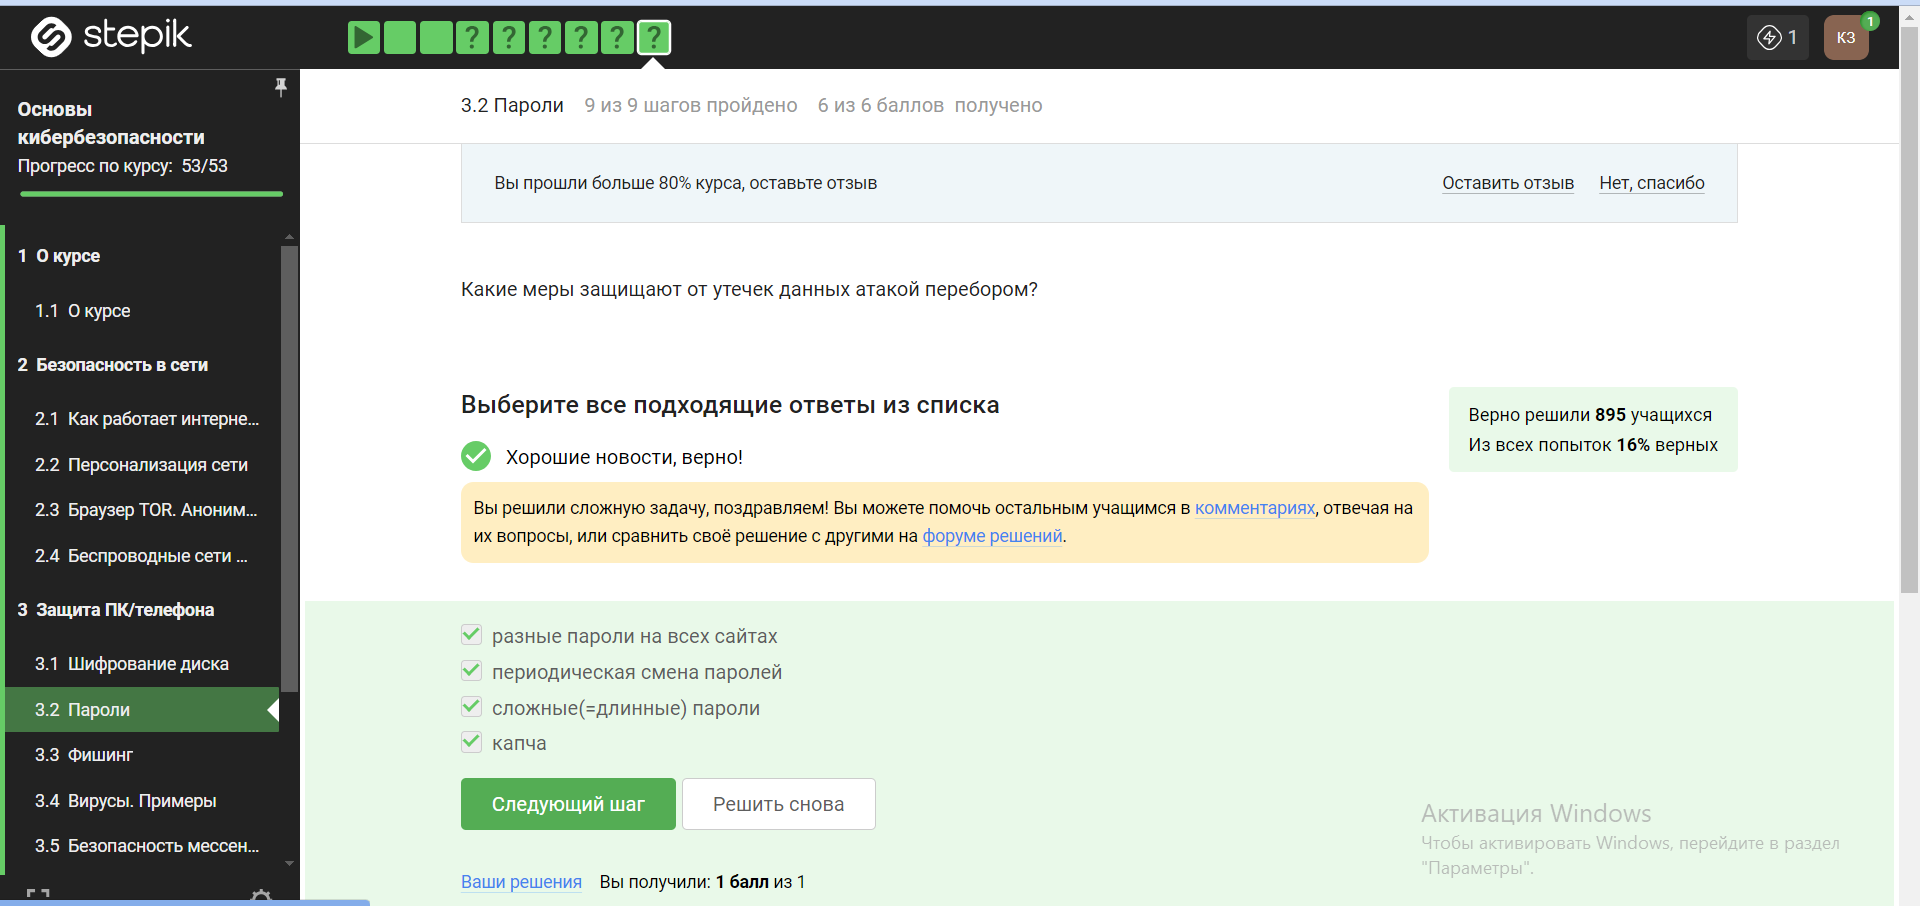 stepik
? ? ? ? ? ?
1
КЗ
1
Основы
кибербезопасности
Прогресс по курсу: 53/53
1 О курсе
1.1 О курсе
2 Безопасность в сети
2.1 Как работает интерне...
2.2 Персонализация сети
2.3 Браузер TOR. Аноним...
2.4 Беспроводные сети ...
3 Защита ПК/телефона
3.1 Шифрование диска
3.2 Пароли
3.3 Фишинг
3.4 Вирусы. Примеры
3.5 Безопасность мессен...
3.2 Пароли 9 из 9 шагов пройдено 6 из 6 баллов получено
Вы прошли больше 80% курса, оставьте отзыв Оставить отзыв Нет, спасибо
Какие меры защищают от утечек данных атакой перебором?
Выберите все подходящие ответы из списка
Хорошие новости, верно!
Вы решили сложную задачу, поздравляем! Вы можете помочь остальным учащимся в комментариях, отвечая на
их вопросы, или сравнить своё решение с другими на форуме решений.
Верно решили 895 учащихся
Из всех попыток 16% верных
разные пароли на всех сайтах
периодическая смена паролей
сложные(=длинные) пароли
капча
Следующий шаг Решить снова
Ваши решения Вы получили: 1 балл из 1
Активация Windows
Чтобы активировать Windows, перейдите в раздел
"Параметры".